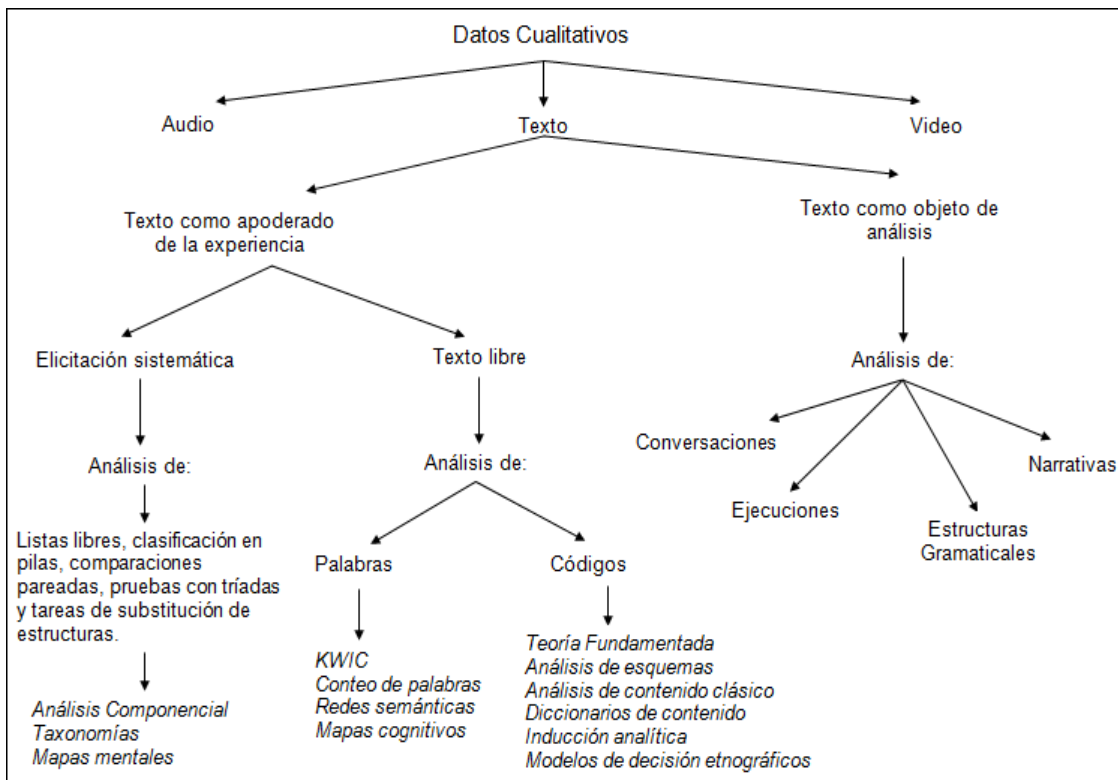 Datos Cualitativos
Audio
Texto
Video
Texto como apoderado
de la experiencia
Texto como objeto de
análisis
Elicitación sistemática
Texto libre
Análisis de:
Conversaciones
Ejecuciones
Estructuras
Gramaticales
Narrativas
Análisis de:
Análisis de:
Listas libres, clasificación en
pilas, comparaciones
pareadas, pruebas con tríadas
y tareas de substitución de
estructuras.
Palabras
Códigos
Análisis Componencial
Taxonomías
Mapas mentales
KWIC
Conteo de palabras
Redes semánticas
Mapas cognitivos
Teoría Fundamentada
Análisis de esquemas
Análisis de contenido clásico
Diccionarios de contenido
Inducción analítica
Modelos de decisión etnográficos